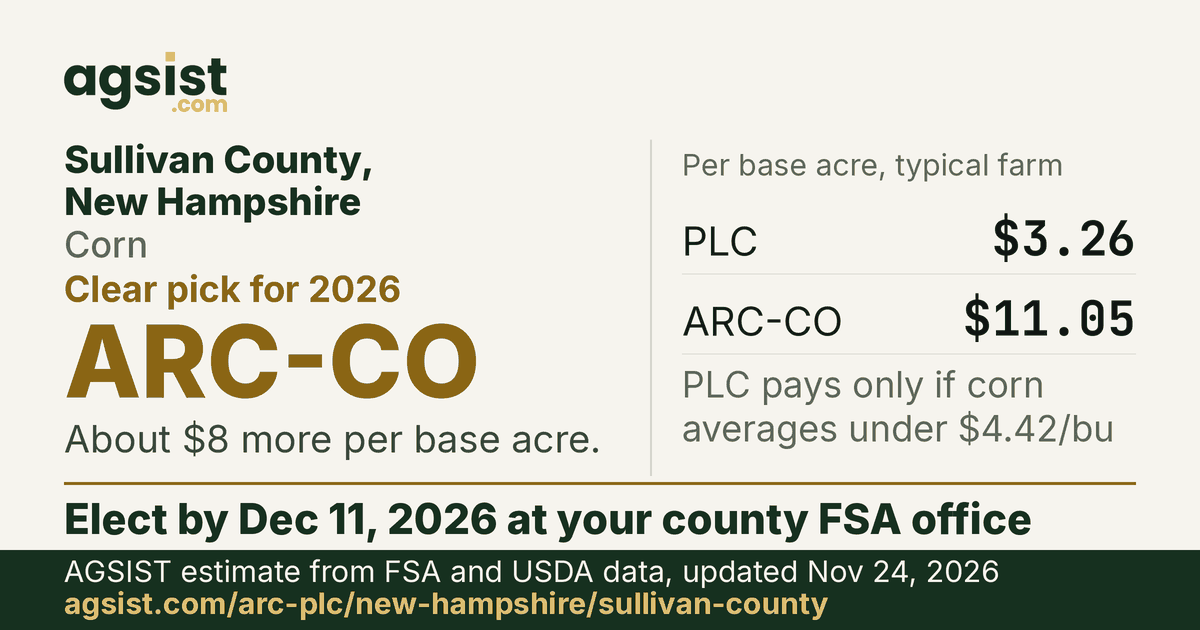 agsist
.com
Sullivan County,
New Hampshire
Corn
Clear pick for 2026
ARC-CO
About $8 more per base acre.
Per base acre, typical farm
PLC $3.26
ARC-CO $11.05
PLC pays only if corn
averages under $4.42/bu
Elect by Dec 11, 2026 at your county FSA office
AGSIST estimate from FSA and USDA data, updated Nov 24, 2026
agsist.com/arc-plc/new-hampshire/sullivan-county